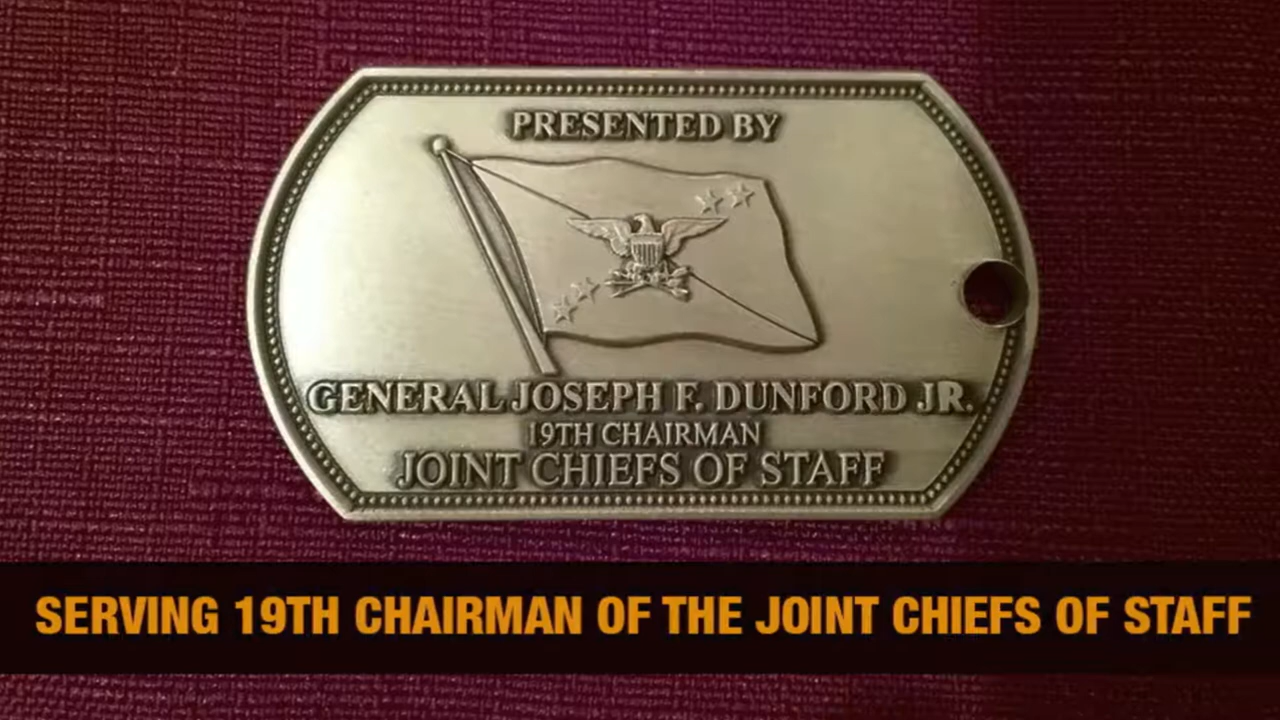 PRESENTED BY
GENERAL JOSEPH F. DUNFORD JR.
19TH CHAIRMAN
JOINT CHIEFS OF STAFF
SERVING 19TH CHAIRMAN OF THE JOINT CHIEFS OF STAFF